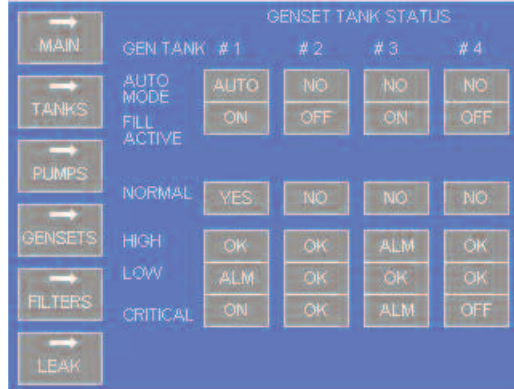 GENSET TANK STATUS
MAIN
GEN TANK #1 #2 #3 #4
AUTO MODE AUTO NO NO NO
TANKS
FILL ACTIVE ON OFF ON OFF
PUMPS
NORMAL YES NO NO NO
GENSETS
HIGH OK OK ALM OK
LOW ALM OK OK OK
FILTERS
CRITICAL ON OK ALM OFF
LEAK